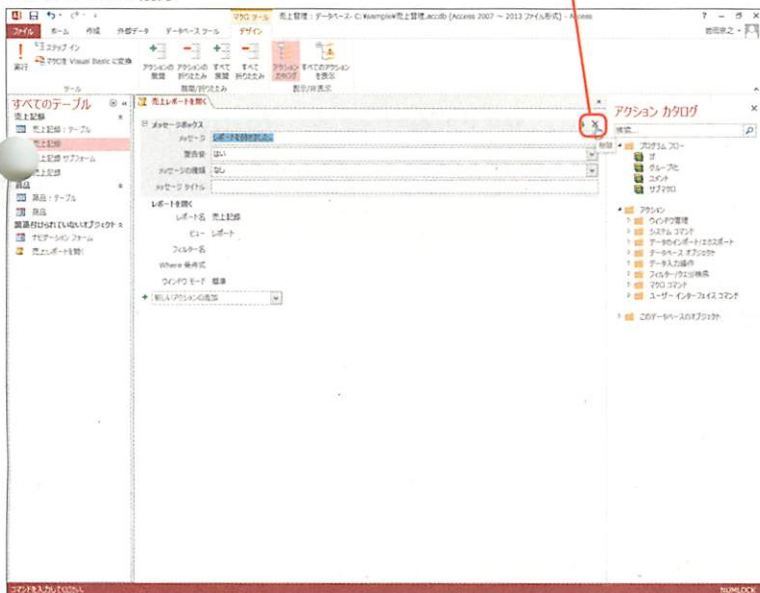 マクロ ツール
売上管理：データベース- C:¥sample¥売上管理.accdb (Access 2007 ～ 2013 ファイル形式) - Access
ファイル ホーム 作成 外部データ データベース ツール デザイン
実行
ステップ イン
マクロを Visual Basic に変換
アクションの展開
アクションの折りたたみ
すべて展開
すべて折りたたみ
アクション カタログ
すべてのアクションを表示
ツール
展開/折りたたみ
表示/非表示
すべてのテーブル
売上記録
売上記録：テーブル
売上記録
売上記録 サブフォーム
売上記録
商品
商品：テーブル
商品
関連付けられていないオブジェクト
ナビゲーション フォーム
売上レポートを開く
売上レポートを開く
メッセージボックス
メッセージ レポートを開きました。
警告音 はい
メッセージの種類 なし
メッセージ タイトル
レポートを開く
レポート名 売上記録
ビュー レポート
フィルター名
Where 条件式
ウィンドウ モード 標準
新しいアクションの追加
削除
アクション カタログ
検索...
プログラム フロー
If
グループ化
コメント
サブマクロ
アクション
ウィンドウ管理
システム コマンド
データのインポート/エクスポート
データベース オブジェクト
データ入力操作
フィルター/クエリ/検索
マクロ コマンド
ユーザー インターフェイス コマンド
このデータベースのオブジェクト
コマンドを入力してください。
NUMLOCK